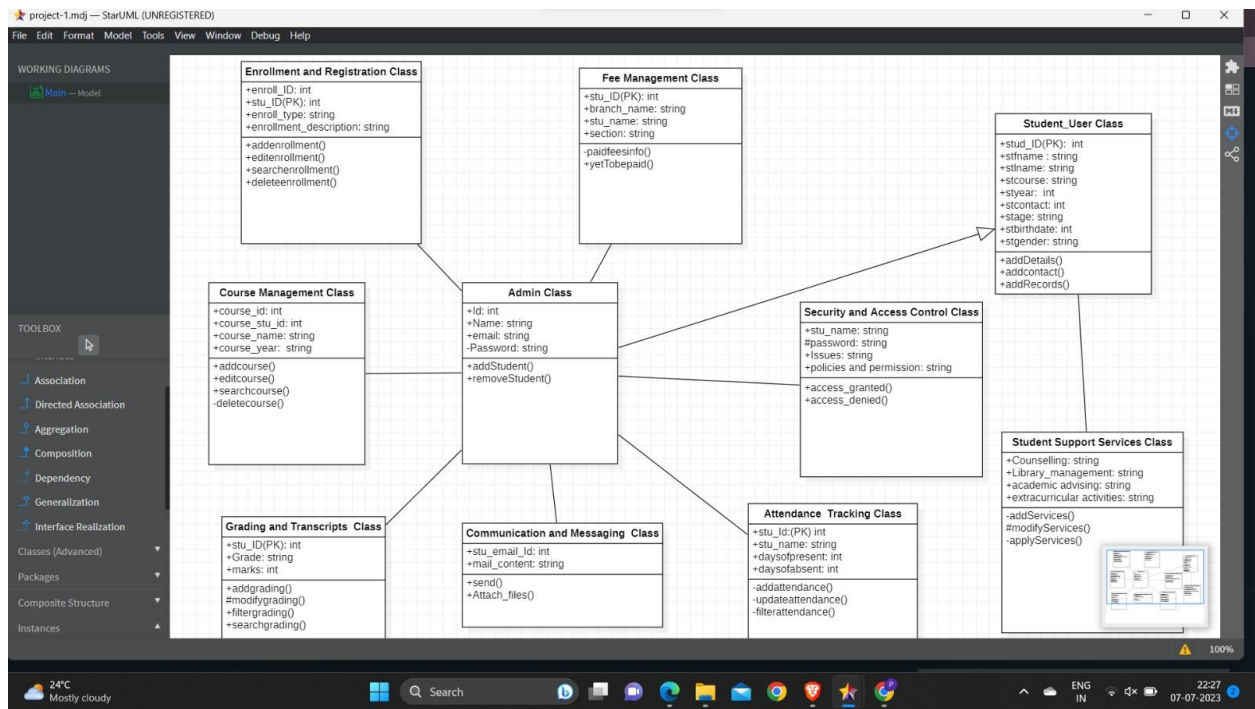 project-1.mdj — StarUML (UNREGISTERED)
File Edit Format Model Tools View Window Debug Help
WORKING DIAGRAMS
Main — Model
TOOLBOX
Association
Directed Association
Aggregation
Composition
Dependency
Generalization
Interface Realization
Classes (Advanced)
Packages
Composite Structure
Instances
Enrollment and Registration Class
+enroll_ID: int
+stu_ID(PK): int
+enroll_type: string
+enrollment_description: string
+addenrollment()
+editenrollment()
+searchenrollment()
+deleteenrollment()
Fee Management Class
+stu_ID(PK): int
+branch_name: string
+stu_name: string
+section: string
-paidfeesinfo()
+yetTobepaid()
Student_User Class
+stud_ID(PK): int
+stfname : string
+stlname: string
+stcourse: string
+styear: int
+stcontact: int
+stage: string
+stbirthdate: int
+stgender: string
+addDetails()
+addcontact()
+addRecords()
Course Management Class
+course_id: int
+course_stu_id: int
+course_name: string
+course_year: string
+addcourse()
+editcourse()
+searchcourse()
-deletecourse()
Admin Class
+Id: int
+Name: string
+email: string
-Password: string
+addStudent()
+removeStudent()
Security and Access Control Class
+stu_name: string
#password: string
+Issues: string
+policies and permission: string
+access_granted()
+access_denied()
Grading and Transcripts Class
+stu_ID(PK): int
+Grade: string
+marks: int
+addgrading()
#modifygrading()
+filtergrading()
+searchgrading()
Communication and Messaging Class
+stu_email_Id: int
+mail_content: string
+send()
+Attach_files()
Attendance Tracking Class
+stu_Id:(PK) int
+stu_name: string
+daysofpresent: int
+daysofabsent: int
-addattendance()
-updateattendance()
-filterattendance()
Student Support Services Class
+Counselling: string
+Library_management: string
+academic advising: string
+extracurricular activities: string
-addServices()
#modifyServices()
-applyServices()
100%
24°C
Mostly cloudy
Search
ENG
IN
22:27
07-07-2023